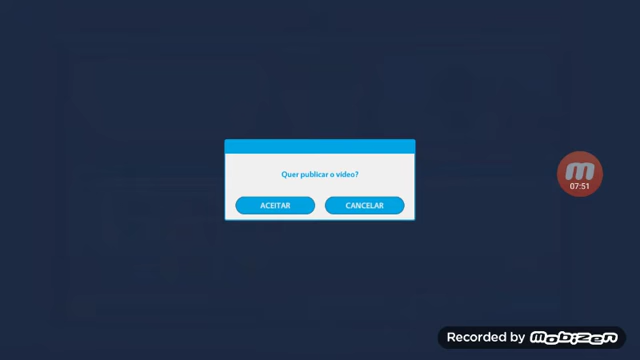 Quer publicar o vídeo?
ACEITAR
CANCELAR
m
07:51
Recorded by mobizen